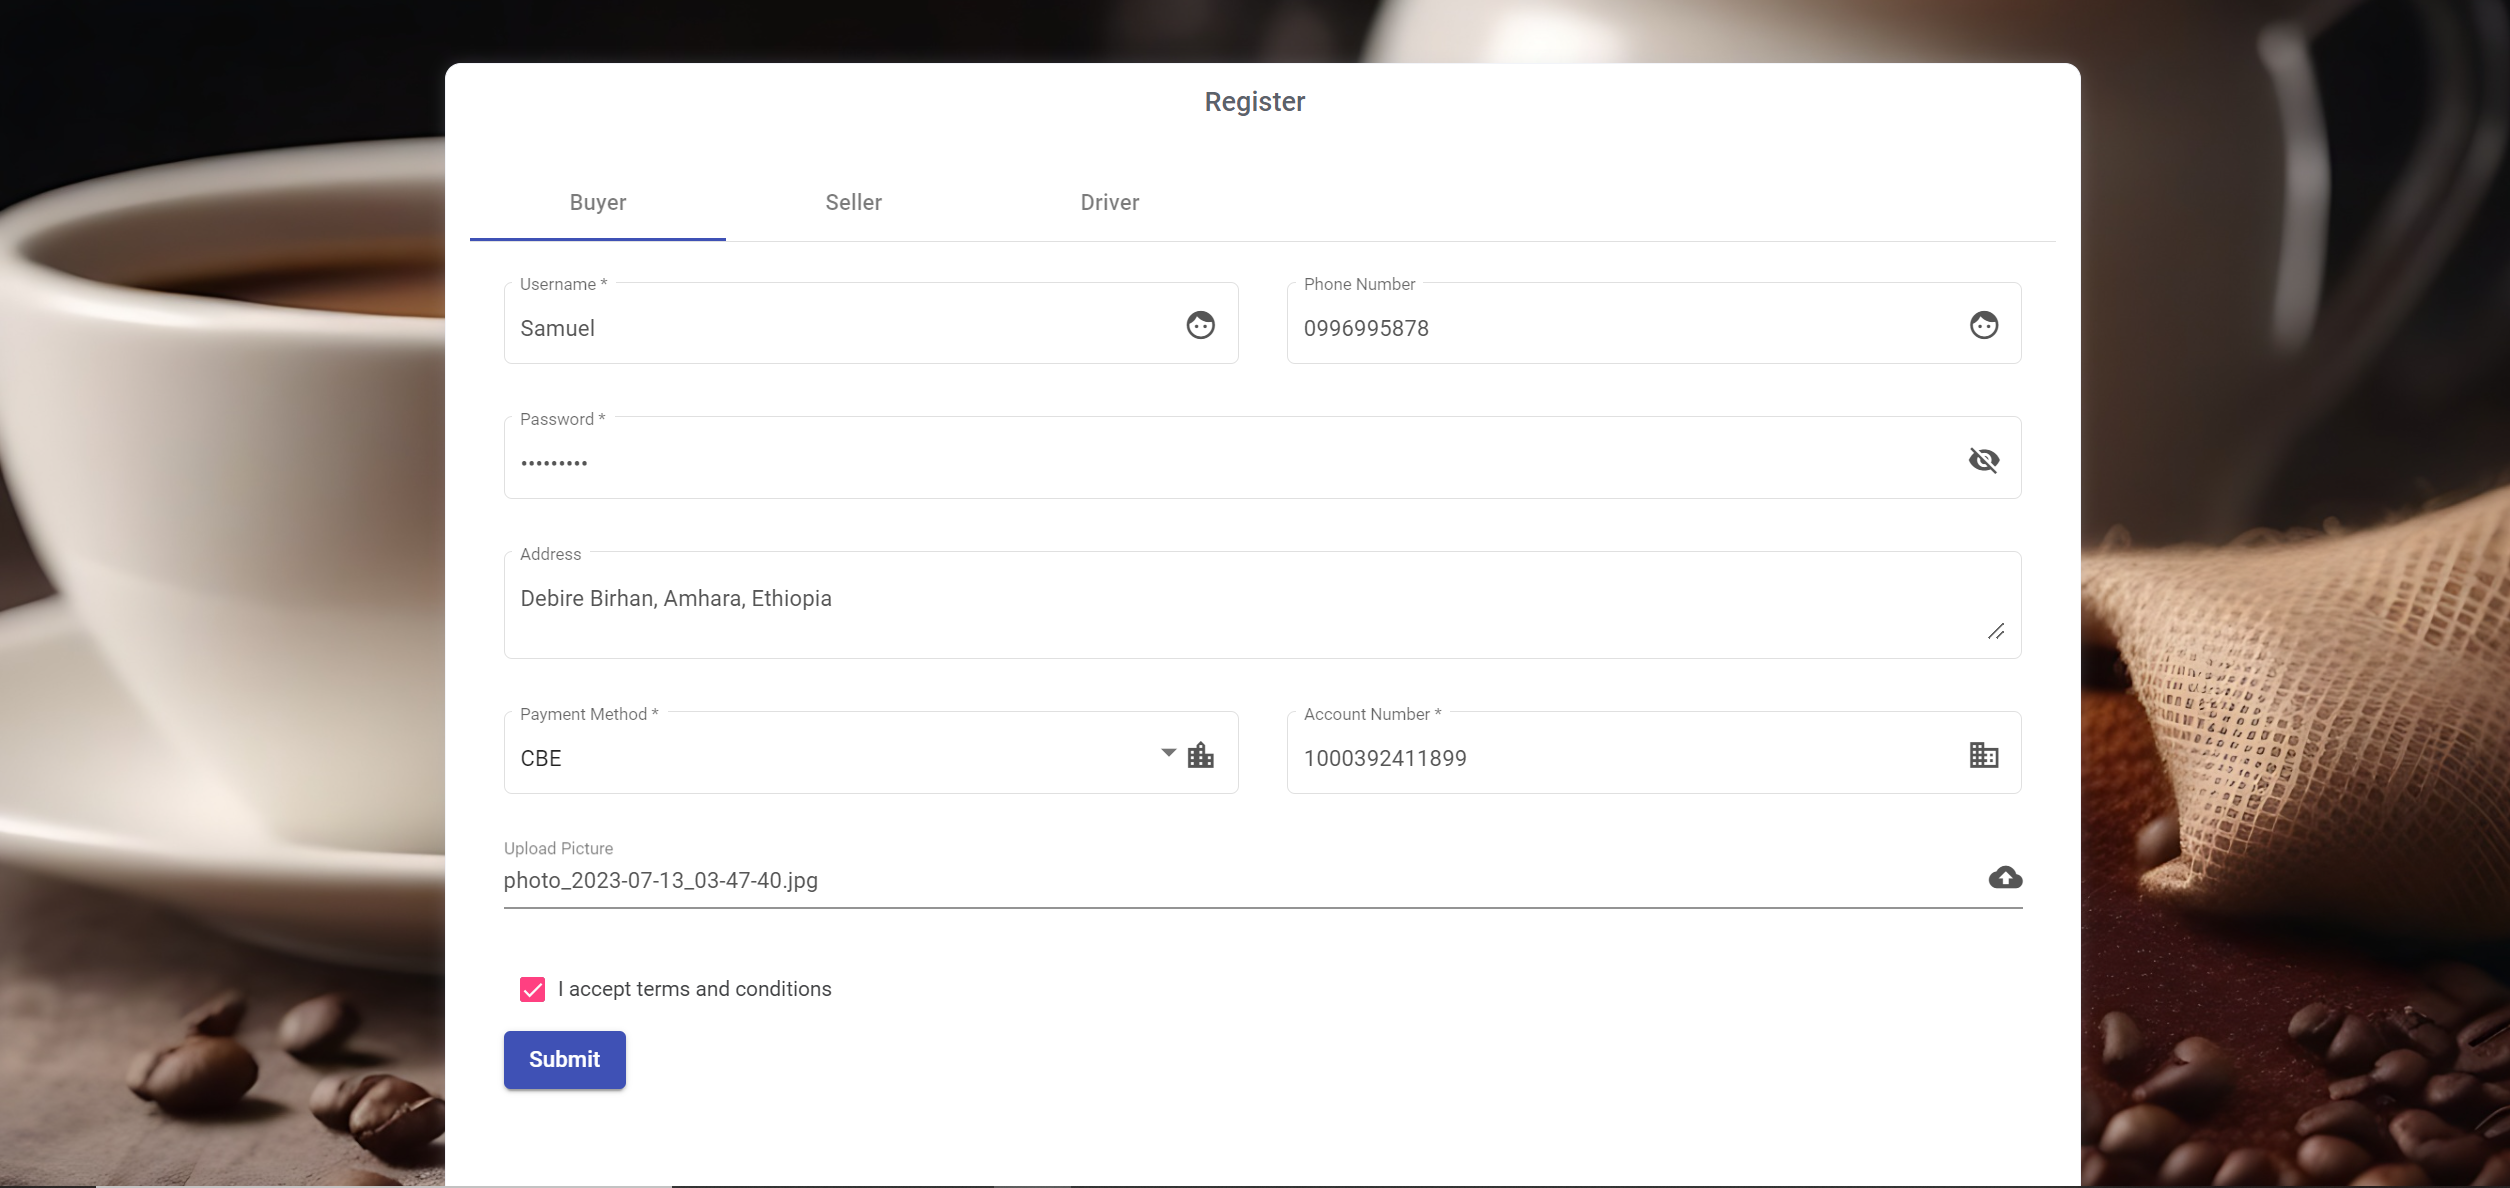 Register
Buyer Seller Driver
Username * Phone Number
Samuel 0996995878
Password *
•••••••••
Address
Debire Birhan, Amhara, Ethiopia
Payment Method * Account Number *
CBE 1000392411899
Upload Picture
photo_2023-07-13_03-47-40.jpg
I accept terms and conditions
Submit